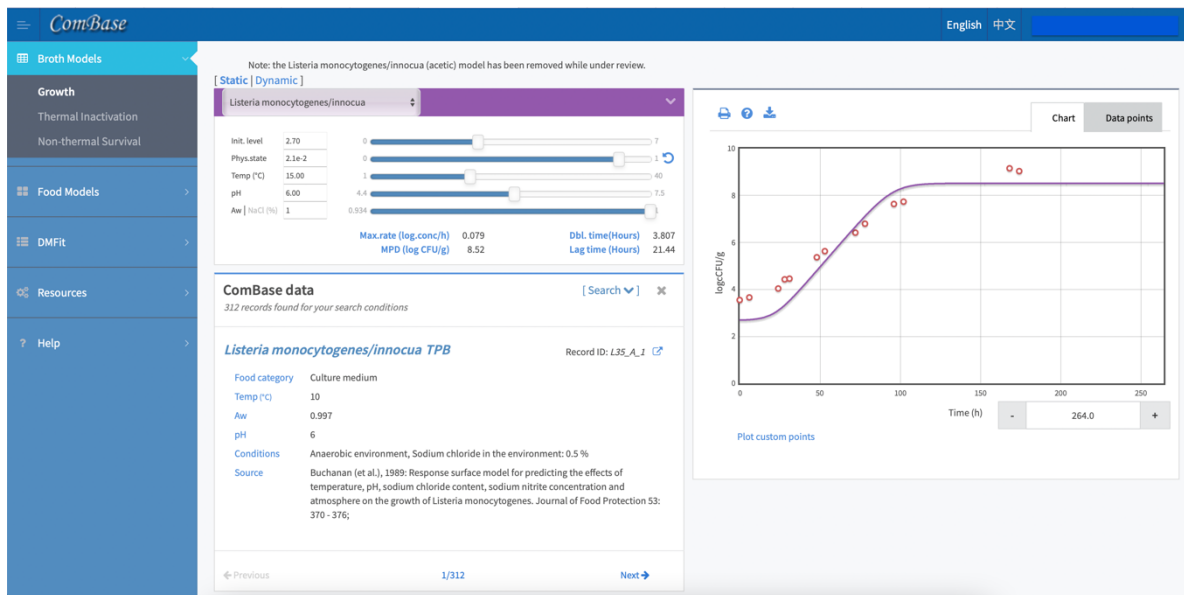 ComBase
English 中文
Broth Models
Growth
Thermal Inactivation
Non-thermal Survival
Food Models
DMFit
Resources
? Help
Note: the Listeria monocytogenes/innocua (acetic) model has been removed while under review.
[ Static | Dynamic ]
Listeria monocytogenes/innocua
Init. level 2.70 0 7
Phys.state 2.1e-2 0 1
Temp (°C) 15.00 1 40
pH 6.00 4.4 7.5
Aw | NaCl (%) 1 0.934 1
Max.rate (log.conc/h) 0.079 Dbl. time(Hours) 3.807
MPD (log CFU/g) 8.52 Lag time (Hours) 21.44
ComBase data [ Search ]
312 records found for your search conditions
Listeria monocytogenes/innocua TPB Record ID: L35_A_1
Food category Culture medium
Temp (°C) 10
Aw 0.997
pH 6
Conditions Anaerobic environment, Sodium chloride in the environment: 0.5 %
Source Buchanan (et al.), 1989: Response surface model for predicting the effects of
temperature, pH, sodium chloride content, sodium nitrite concentration and
atmosphere on the growth of Listeria monocytogenes. Journal of Food Protection 53:
370 - 376;
Previous 1/312 Next
Chart Data points
10
8
6
4
2
0
logcCFU/g
0 50 100 150 200 250
Time (h) - 264.0 +
Plot custom points